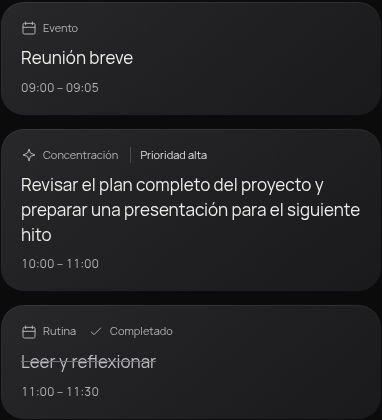 Evento
Reunión breve
09:00 – 09:05
Concentración | Prioridad alta
Revisar el plan completo del proyecto y
preparar una presentación para el siguiente
hito
10:00 – 11:00
Rutina Completado
Leer y reflexionar
11:00 – 11:30